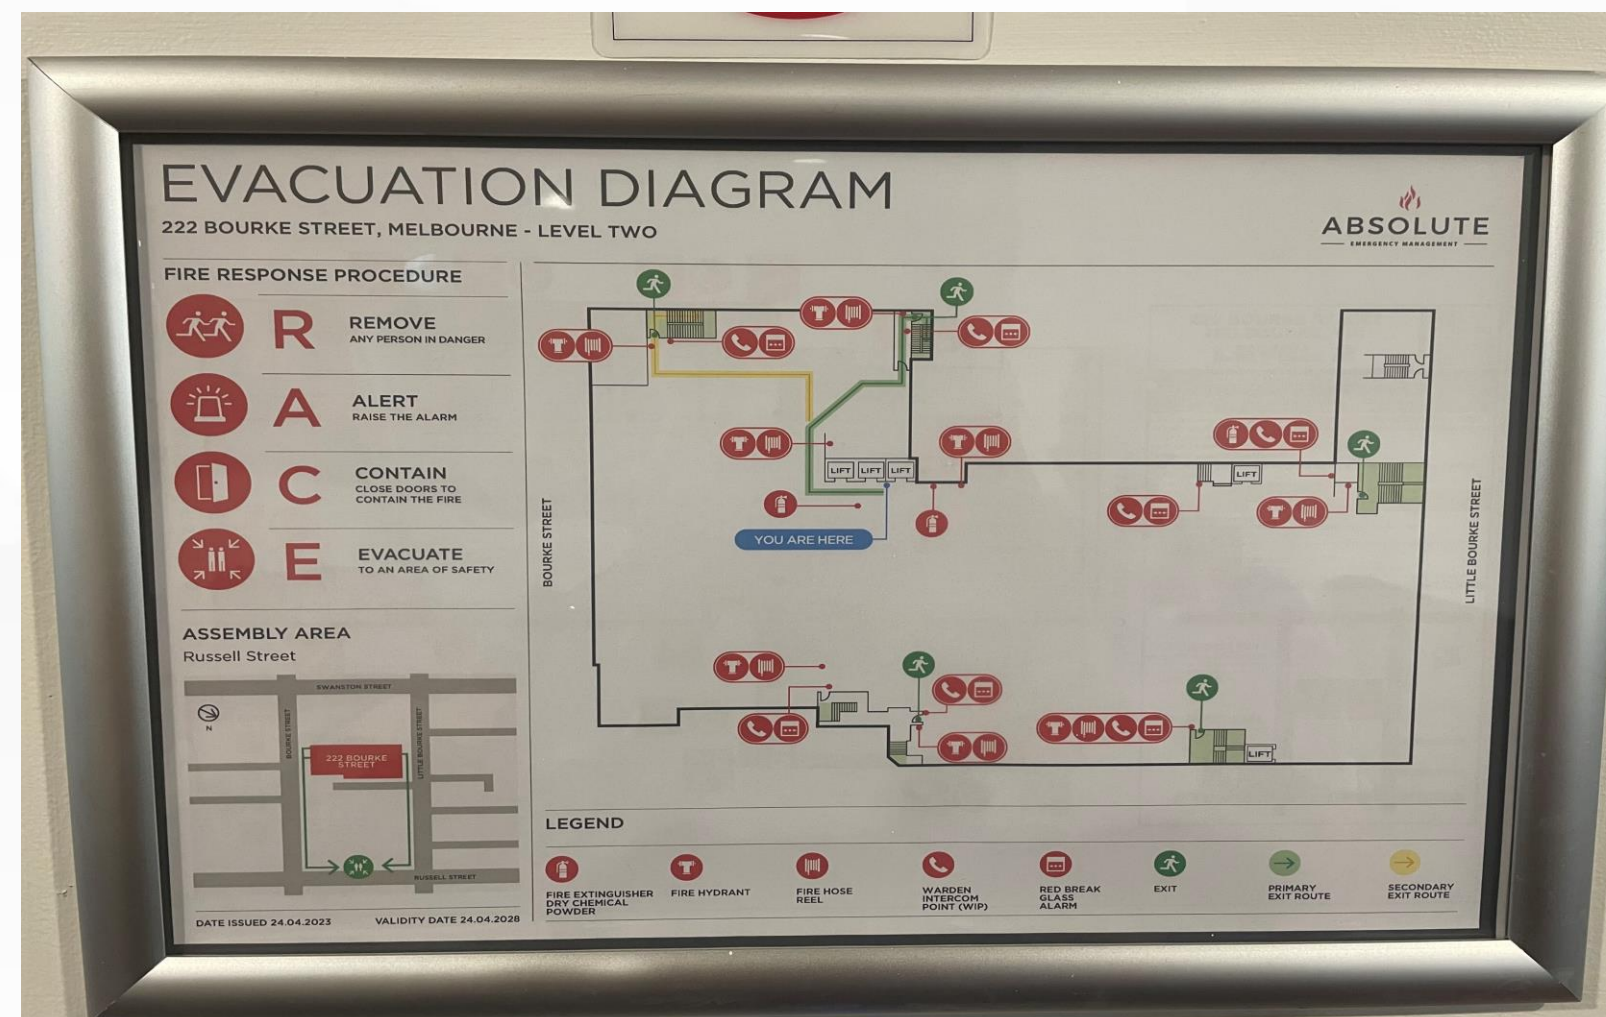 EVACUATION DIAGRAM
222 BOURKE STREET, MELBOURNE - LEVEL TWO
ABSOLUTE
EMERGENCY MANAGEMENT
FIRE RESPONSE PROCEDURE
R
REMOVE
ANY PERSON IN DANGER
A
ALERT
RAISE THE ALARM
C
CONTAIN
CLOSE DOORS TO
CONTAIN THE FIRE
E
EVACUATE
TO AN AREA OF SAFETY
ASSEMBLY AREA
Russell Street
SWANSTON STREET
BOURKE STREET
LITTLE BOURKE STREET
222 BOURKE
STREET
N
RUSSELL STREET
DATE ISSUED 24.04.2023
VALIDITY DATE 24.04.2028
BOURKE STREET
LIFT
LIFT
LIFT
YOU ARE HERE
LIFT
LIFT
LITTLE BOURKE STREET
LEGEND
FIRE EXTINGUISHER
DRY CHEMICAL
POWDER
FIRE HYDRANT
FIRE HOSE
REEL
WARDEN
INTERCOM
POINT (WIP)
RED BREAK
GLASS
ALARM
EXIT
PRIMARY
EXIT ROUTE
SECONDARY
EXIT ROUTE